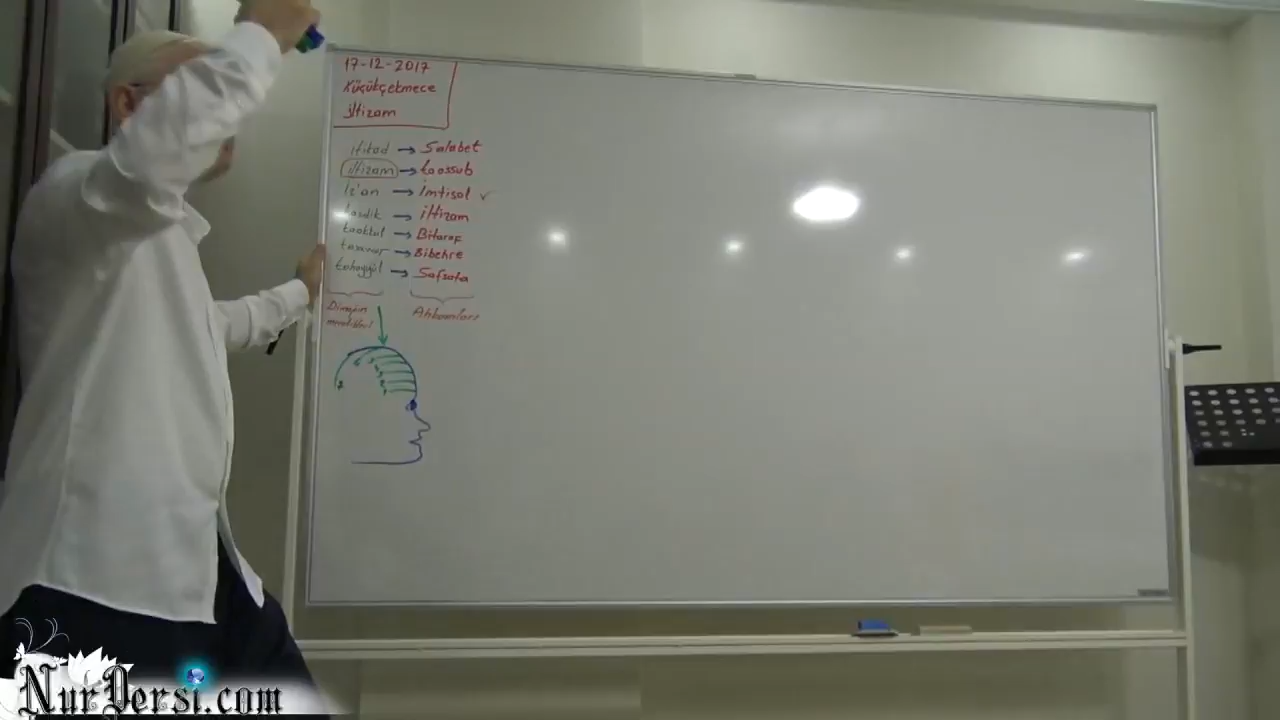 17-12-2017
Küçükçekmece
iltizam
itikad → Salabet
iltizam → taassub
İz'an → İmtisal ✓
tasdik → iltizam
taakkul → Bitaraf
tasavvur → Bibehre
tahayyül → Safsata
Dimağın Ahkamları
NurDersi.com